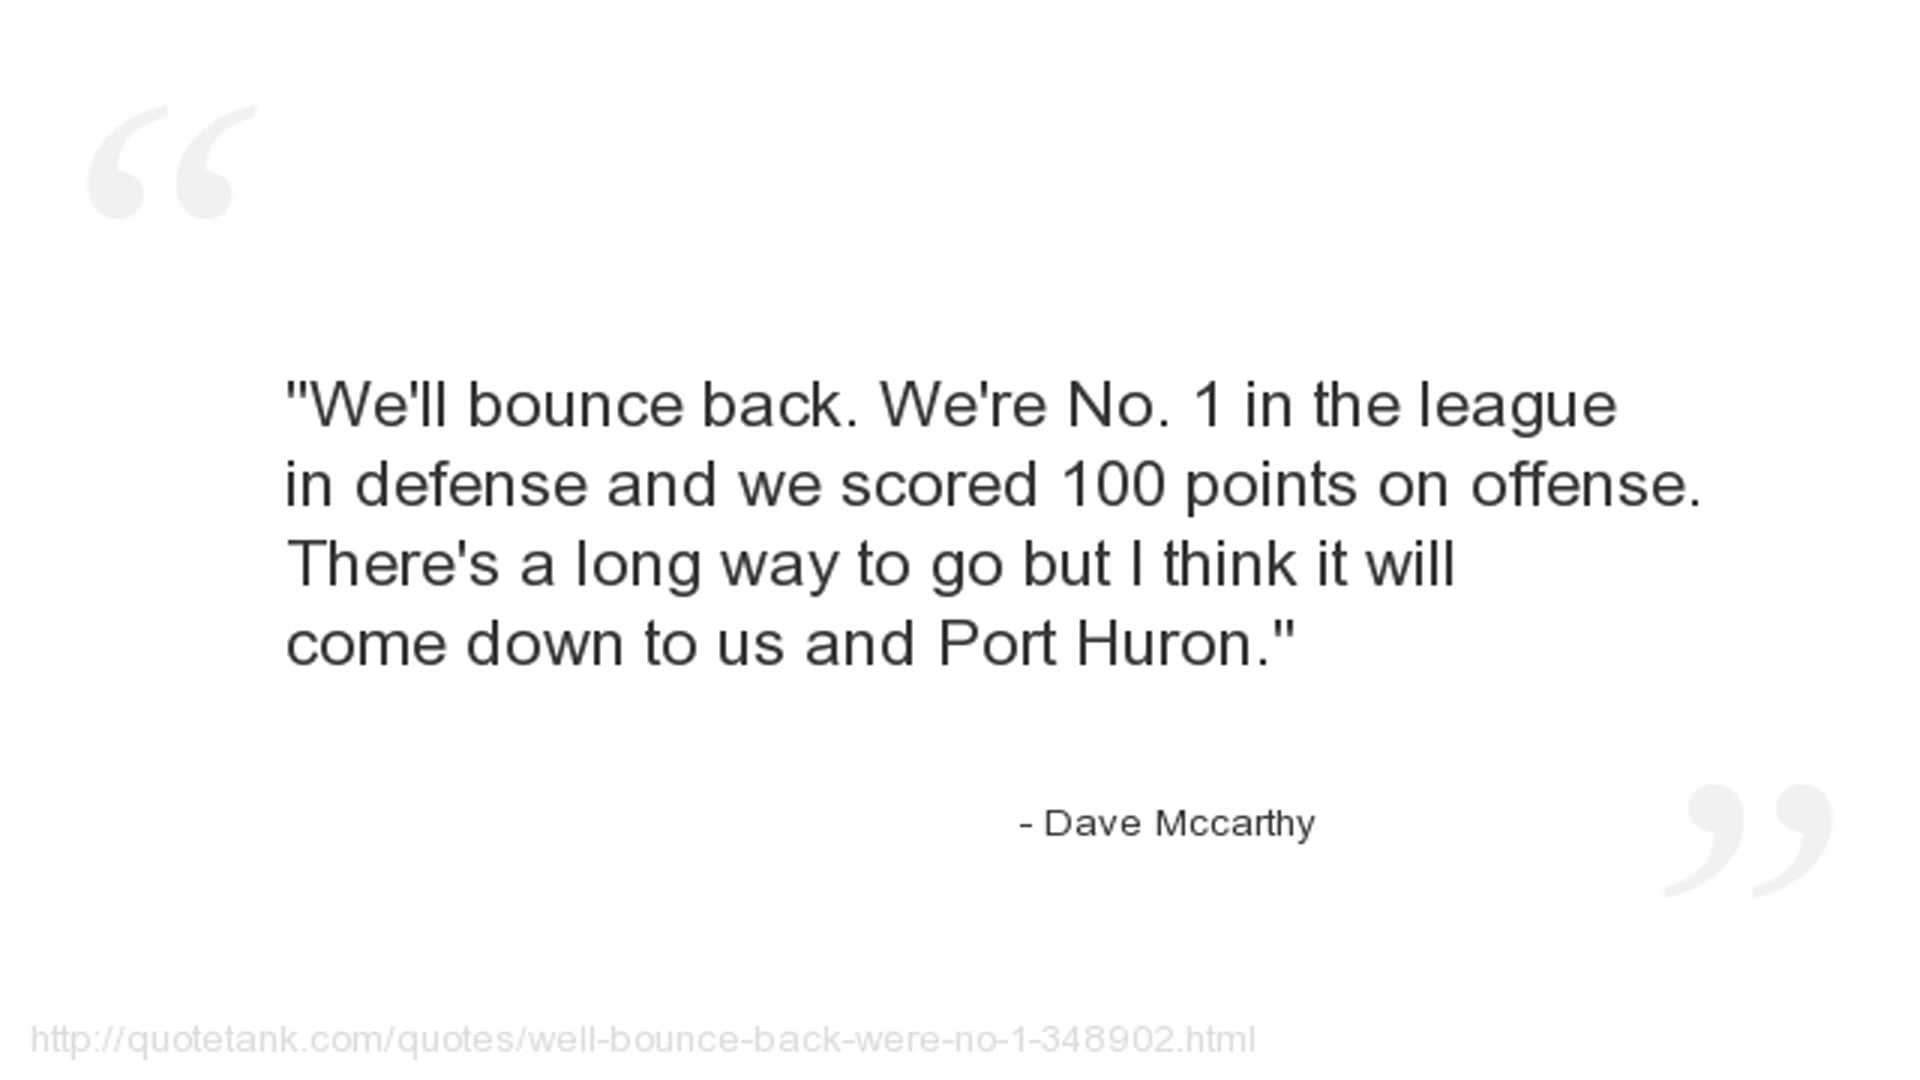 "We'll bounce back. We're No. 1 in the league
in defense and we scored 100 points on offense.
There's a long way to go but I think it will
come down to us and Port Huron."
- Dave Mccarthy
http://quotetank.com/quotes/well-bounce-back-were-no-1-348902.html